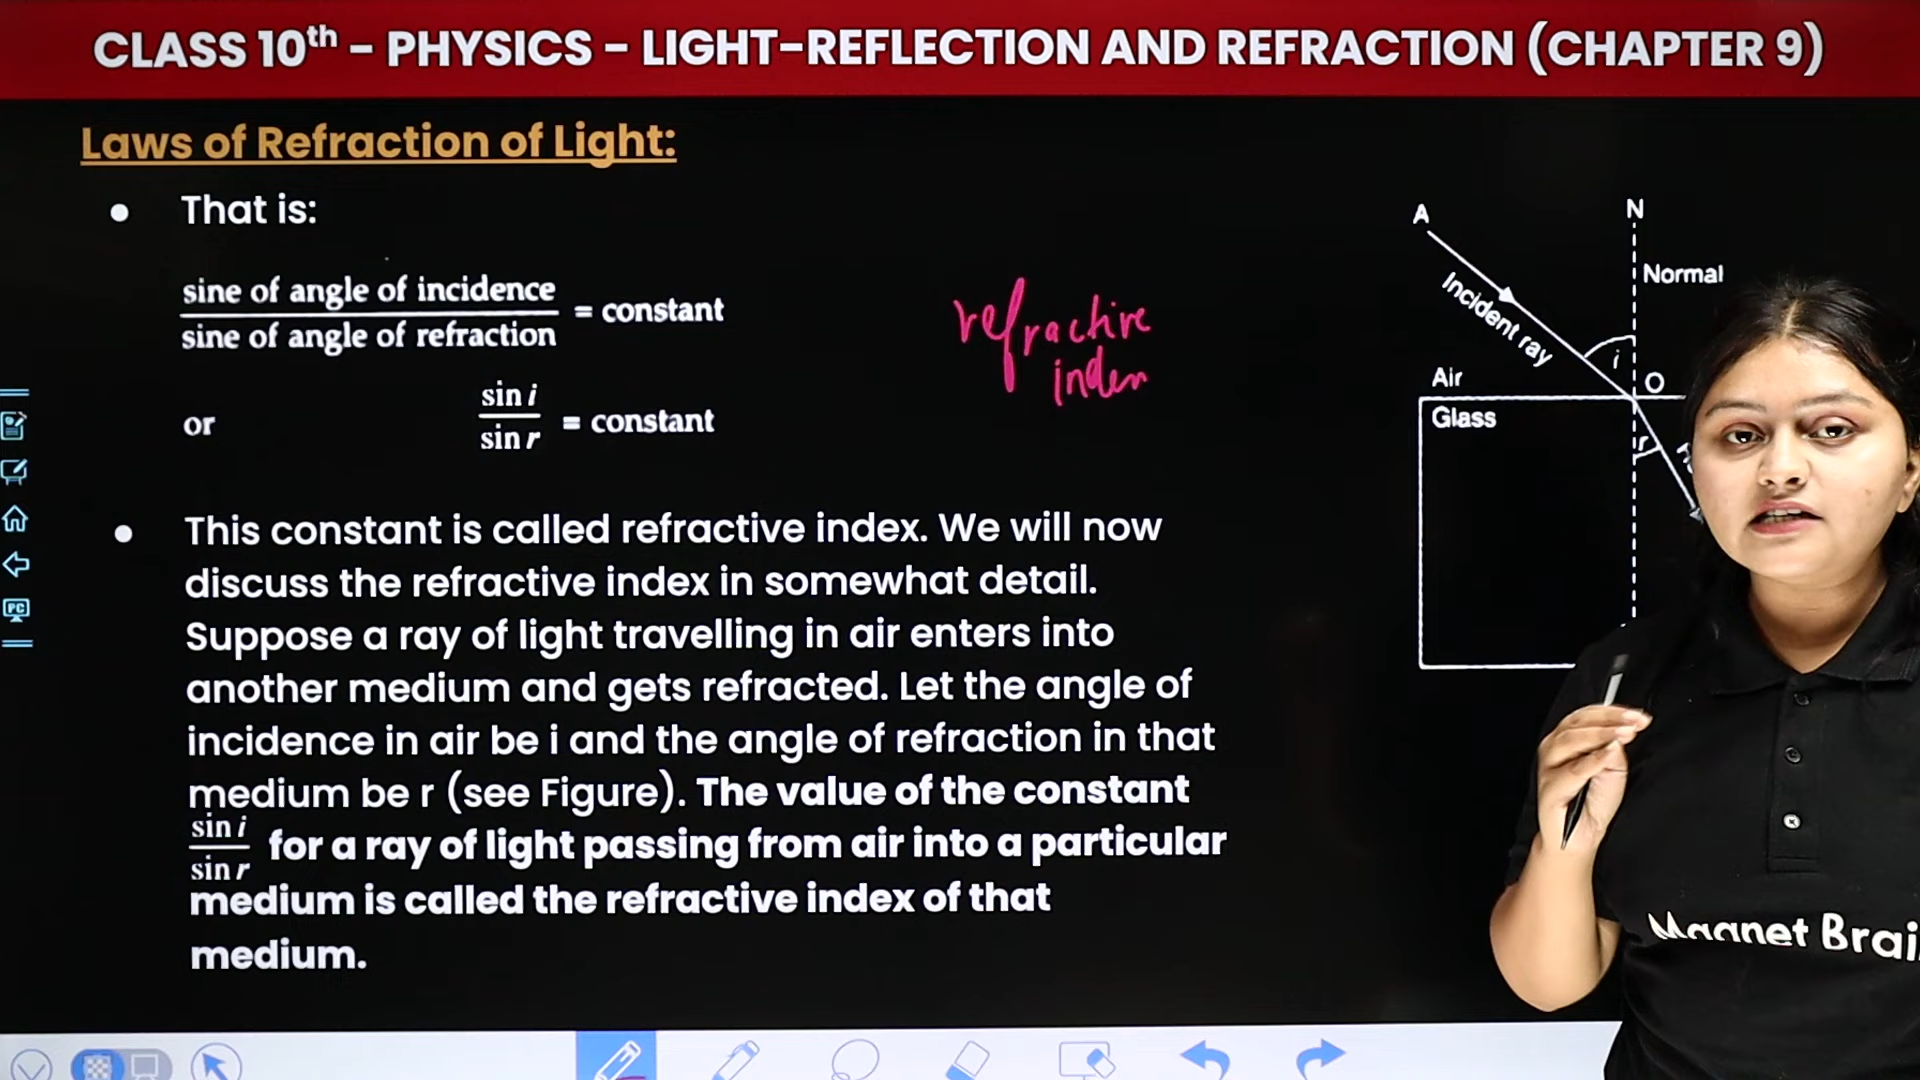 CLASS 10th - PHYSICS - LIGHT-REFLECTION AND REFRACTION (CHAPTER 9)
Laws of Refraction of Light:
• That is:
sine of angle of incidence
sine of angle of refraction
= constant
or
sin i
sin r
= constant
refractive
index
• This constant is called refractive index. We will now
discuss the refractive index in somewhat detail.
Suppose a ray of light travelling in air enters into
another medium and gets refracted. Let the angle of
incidence in air be i and the angle of refraction in that
medium be r (see Figure). The value of the constant
sin i
sin r
for a ray of light passing from air into a particular
medium is called the refractive index of that
medium.
A
N
Normal
Incident ray
i
Air
O
Glass
r
PC
Magnet Brai